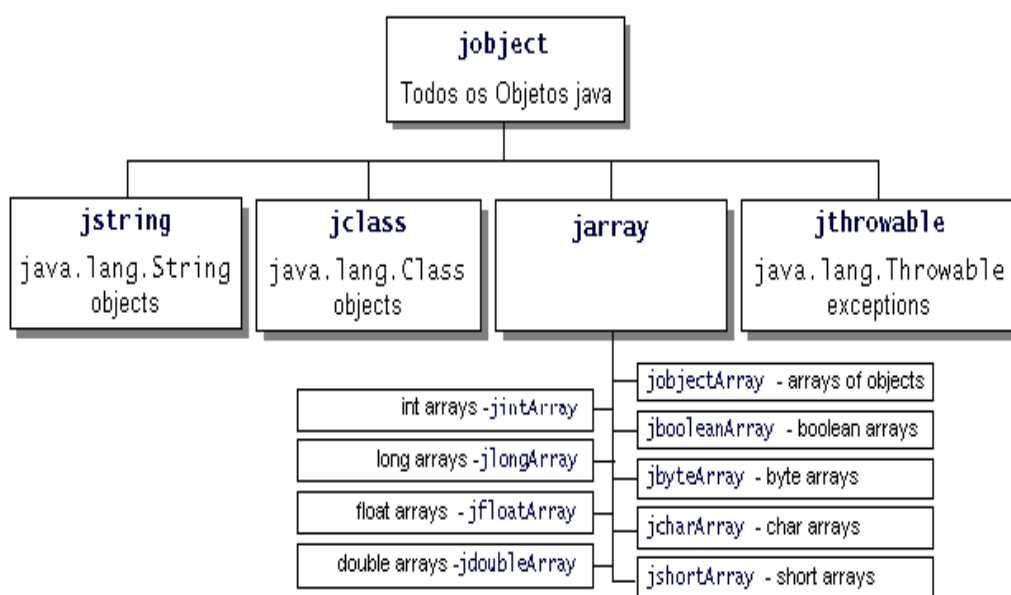 jobject
Todos os Objetos java
jstring
java.lang.String
objects
jclass
java.lang.Class
objects
jarray
jthrowable
java.lang.Throwable
exceptions
int arrays -jintArray
long arrays -jlongArray
float arrays -jfloatArray
double arrays -jdoubleArray
jobjectArray - arrays of objects
jbooleanArray - boolean arrays
jbyteArray - byte arrays
jcharArray - char arrays
jshortArray - short arrays